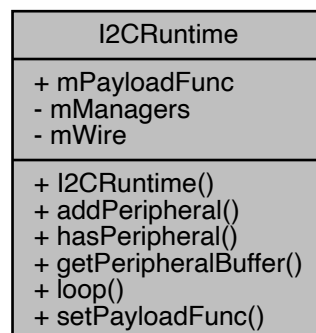 I2CRuntime
+ mPayloadFunc
- mManagers
- mWire
+ I2CRuntime()
+ addPeripheral()
+ hasPeripheral()
+ getPeripheralBuffer()
+ loop()
+ setPayloadFunc()